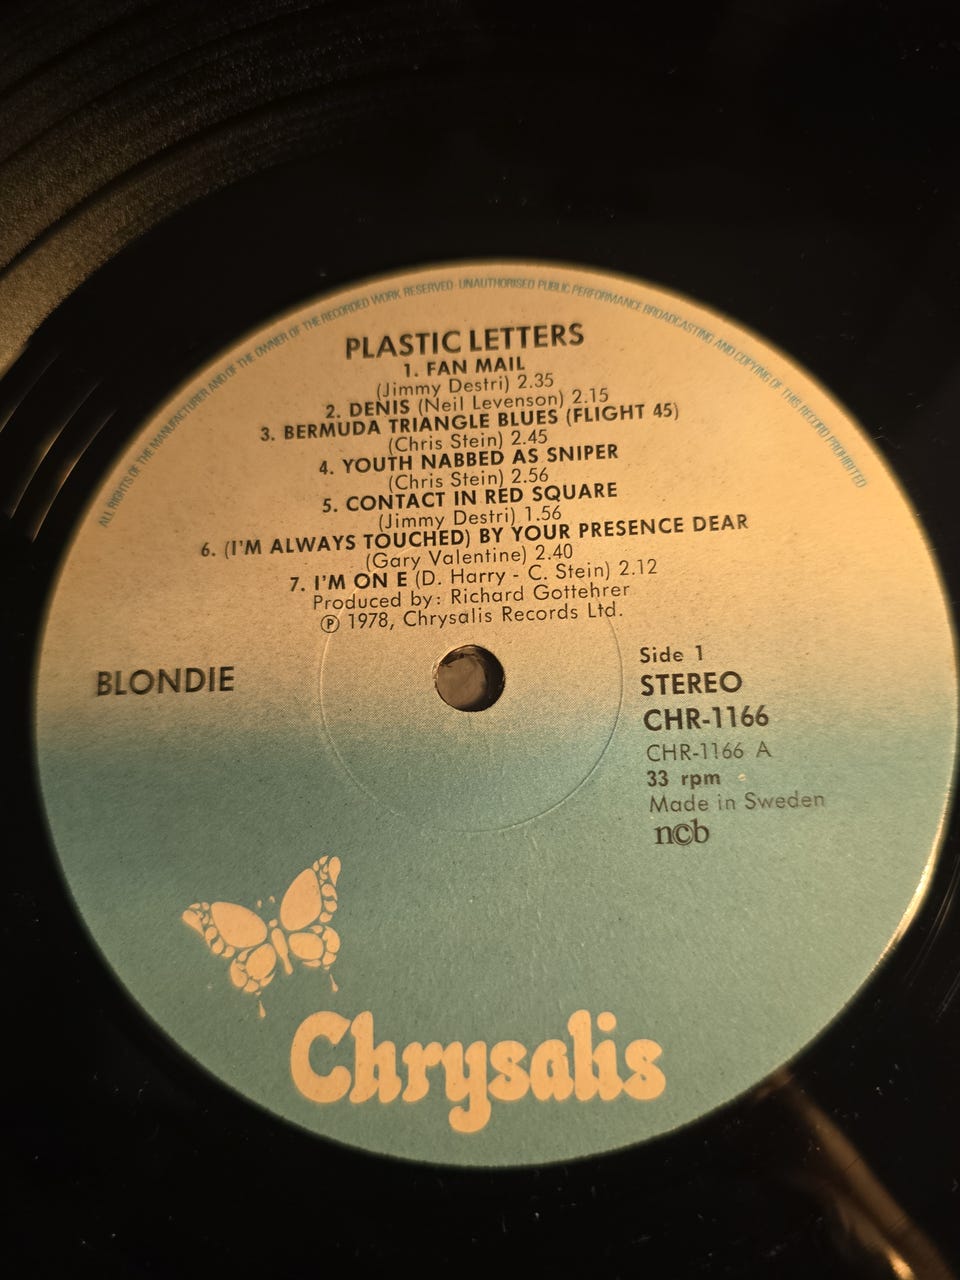 ALL RIGHTS OF THE MANUFACTURER AND OF THE OWNER OF THE RECORDED WORK RESERVED · UNAUTHORISED PUBLIC PERFORMANCE BROADCASTING AND COPYING OF THIS RECORD PROHIBITED
PLASTIC LETTERS
1. FAN MAIL
(Jimmy Destri) 2.35
2. DENIS (Neil Levenson) 2.15
3. BERMUDA TRIANGLE BLUES (FLIGHT 45)
(Chris Stein) 2.45
4. YOUTH NABBED AS SNIPER
(Chris Stein) 2.56
5. CONTACT IN RED SQUARE
(Jimmy Destri) 1.56
6. (I'M ALWAYS TOUCHED) BY YOUR PRESENCE DEAR
(Gary Valentine) 2.40
7. I'M ON E (D. Harry - C. Stein) 2.12
Produced by: Richard Gottehrer
℗ 1978, Chrysalis Records Ltd.
BLONDIE
Side 1
STEREO
CHR-1166
CHR-1166 A
33 rpm
Made in Sweden
n©b
Chrysalis